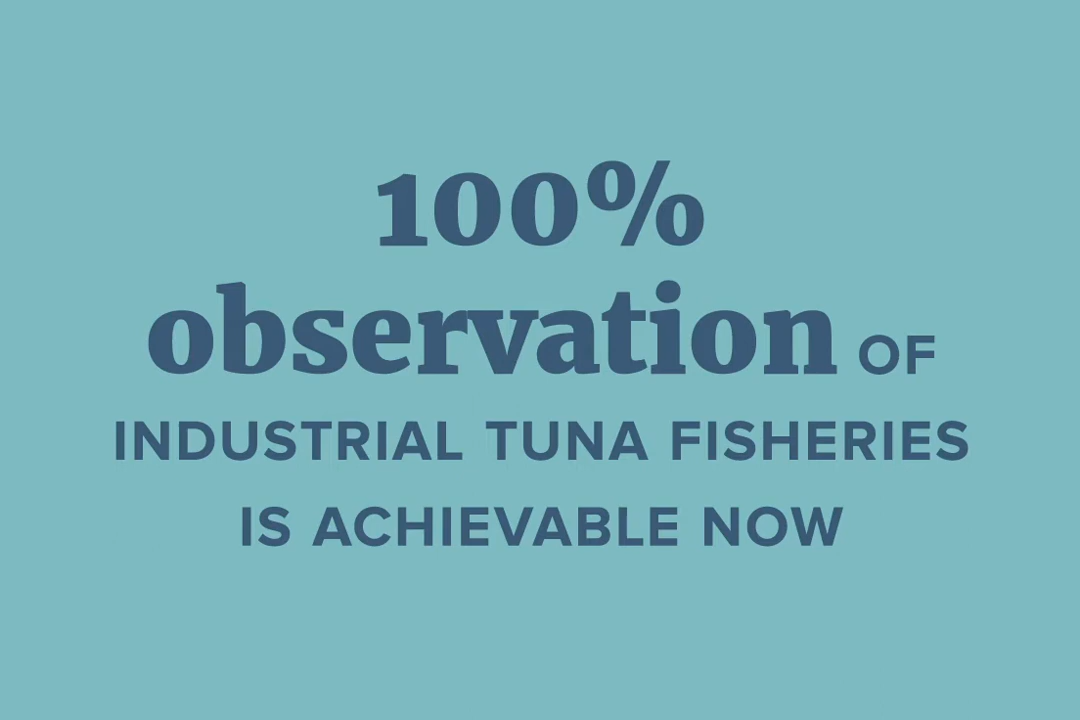 100%
observation OF
INDUSTRIAL TUNA FISHERIES
IS ACHIEVABLE NOW